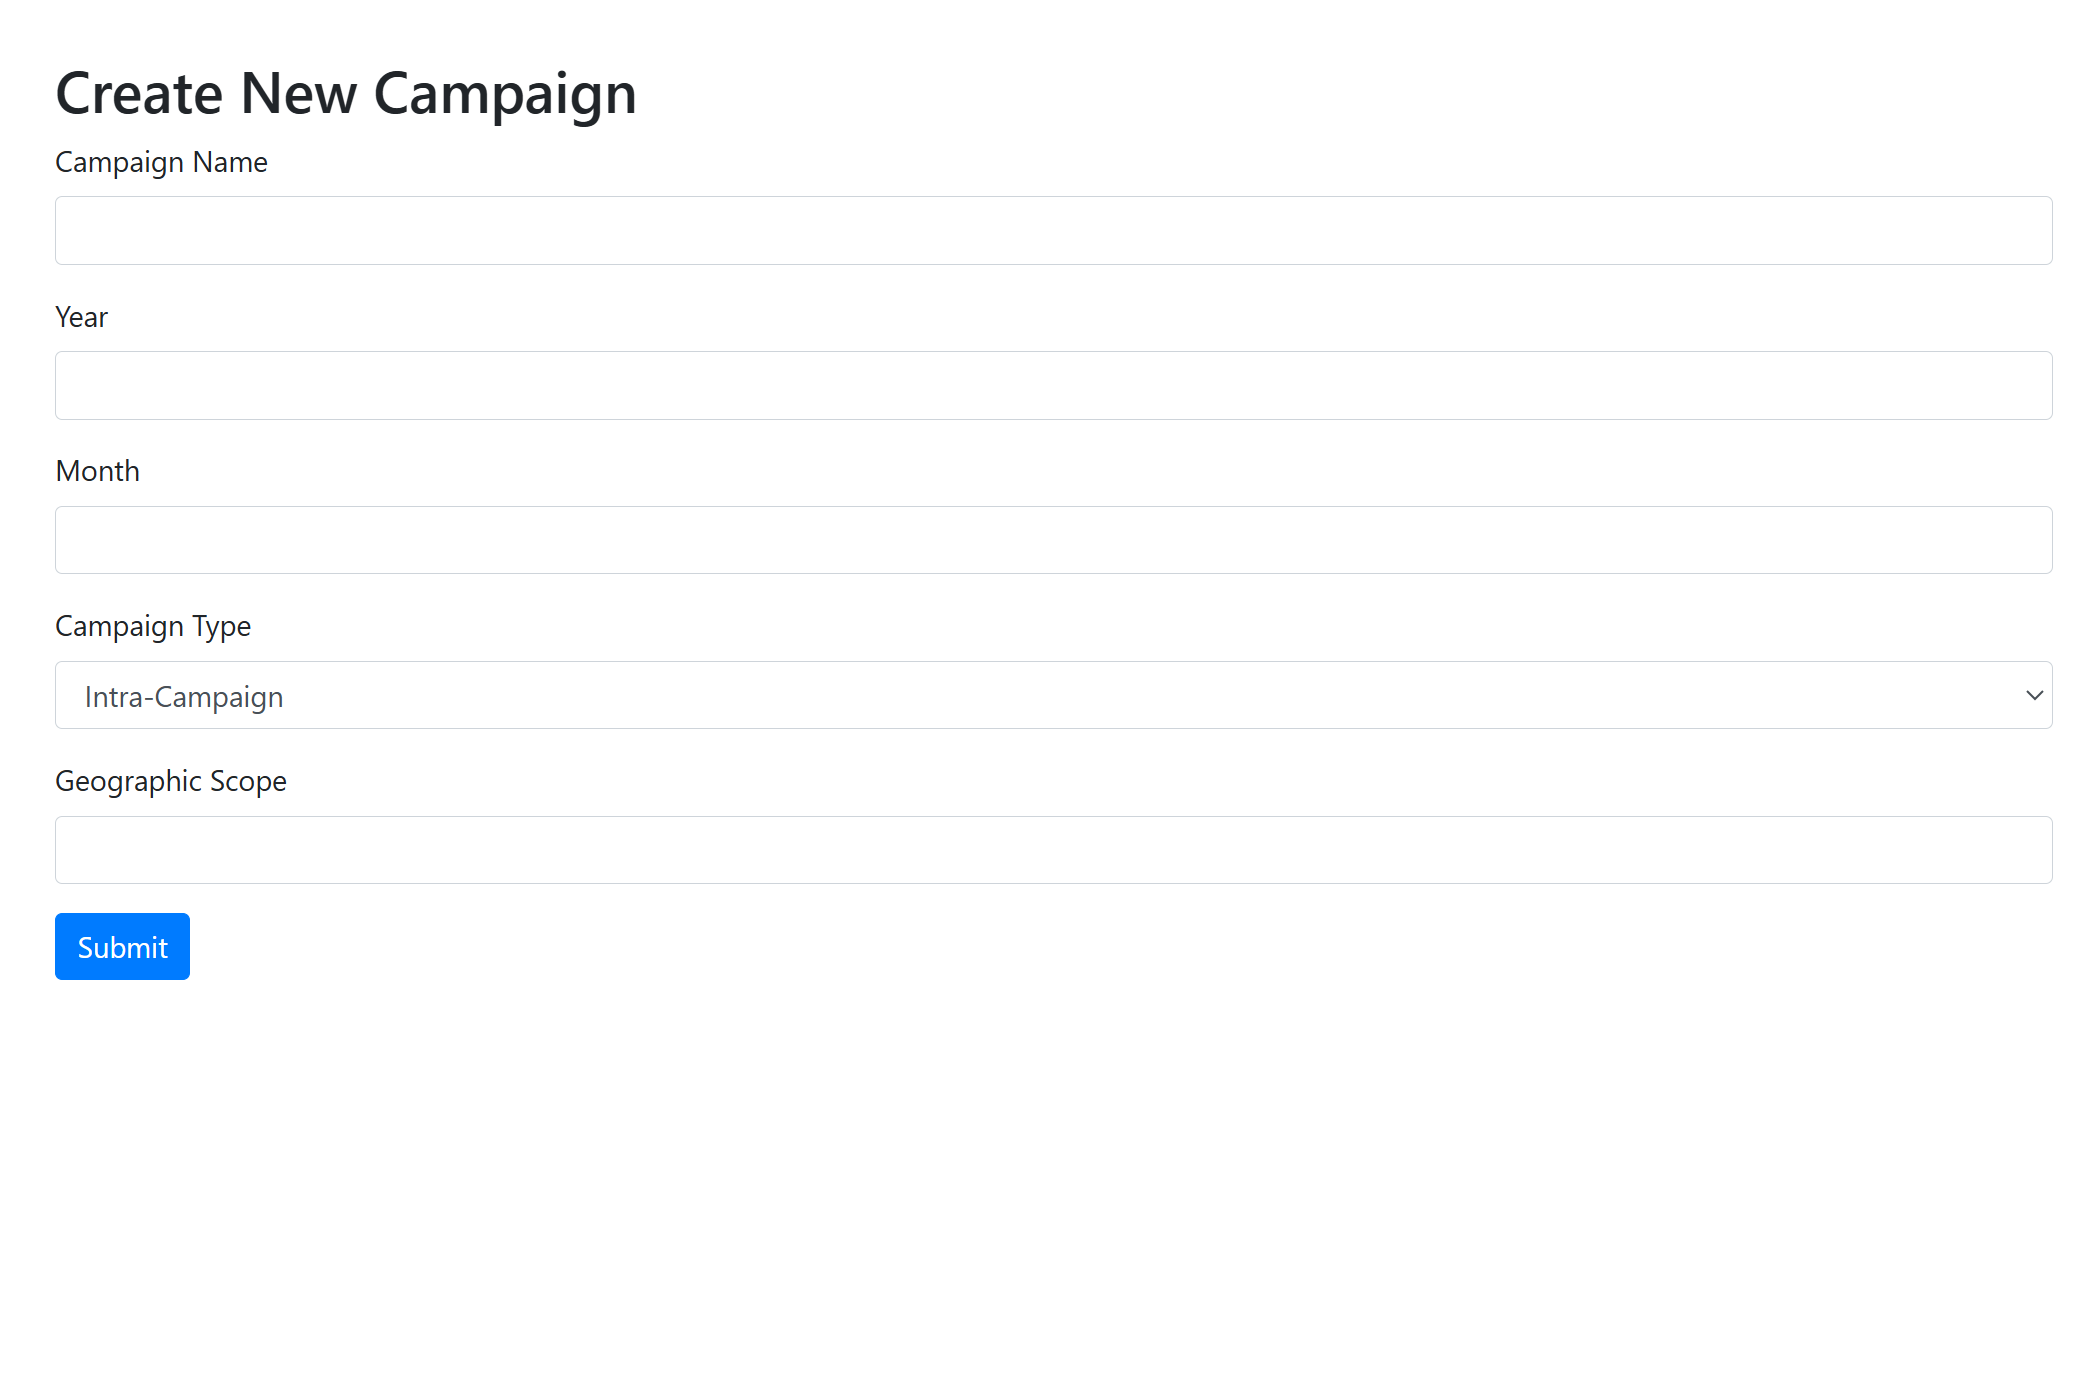 Create New Campaign
Campaign Name
Year
Month
Campaign Type
Intra-Campaign
Geographic Scope
Submit